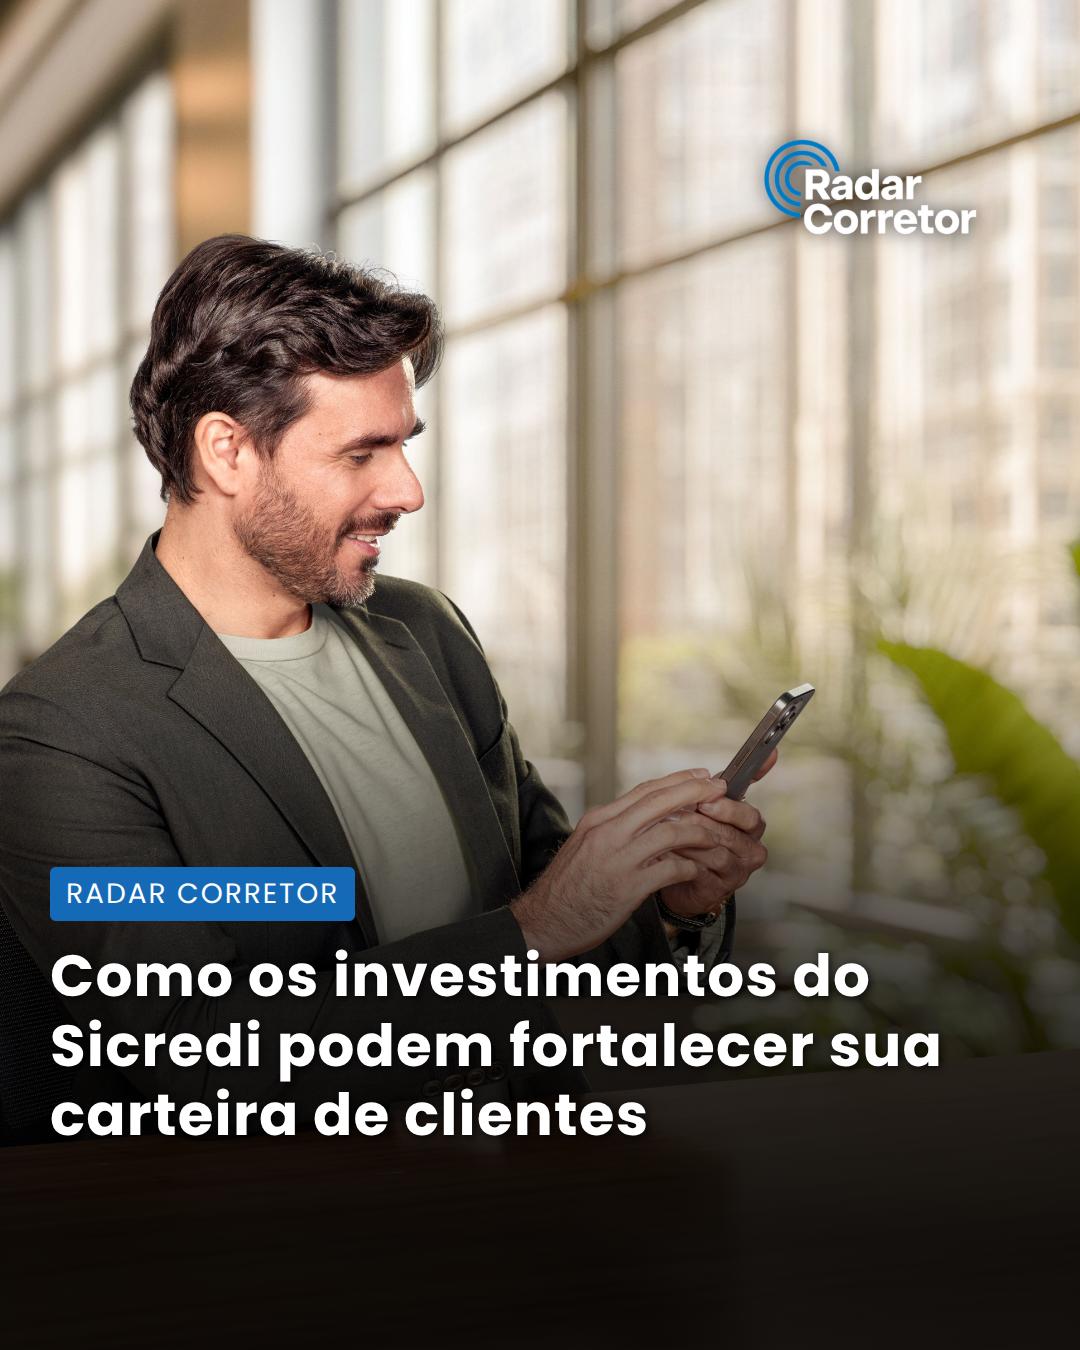 Radar
Corretor
RADAR CORRETOR
Como os investimentos do
Sicredi podem fortalecer sua
carteira de clientes